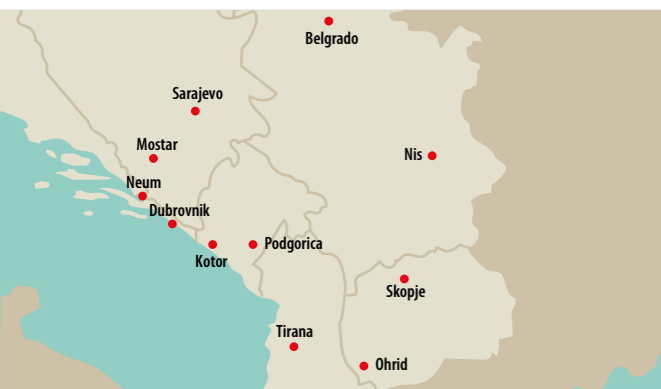 Belgrado
Sarajevo
Mostar
Nis
Neum
Dubrovnik
Podgorica
Kotor
Skopje
Tirana
Ohrid